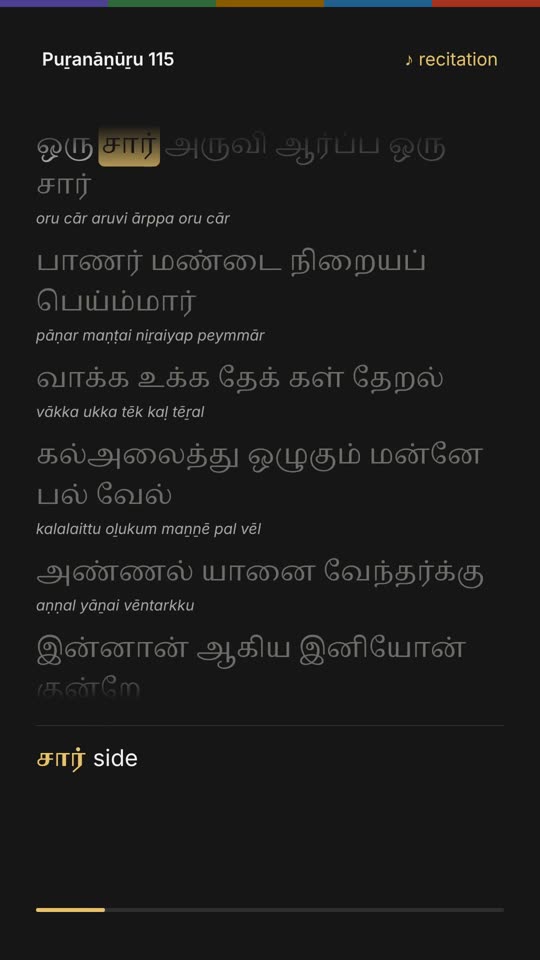 Puṟanāṉūṟu 115
♪ recitation
ஒரு சார் அருவி ஆர்ப்ப ஒரு
சார்
oru cār aruvi ārppa oru cār
பாணர் மண்டை நிறையப்
பெய்ம்மார்
pāṇar maṇṭai niṟaiyap peymmār
வாக்க உக்க தேக் கள் தேறல்
vākka ukka tēk kaḷ tēṟal
கல்அலைத்து ஒழுகும் மன்னே
பல் வேல்
kalalaittu oḻukum maṉṉē pal vēl
அண்ணல் யானை வேந்தர்க்கு
aṇṇal yāṉai vēntarkku
இன்னான் ஆகிய இனியோன்
குன்றே
சார் side